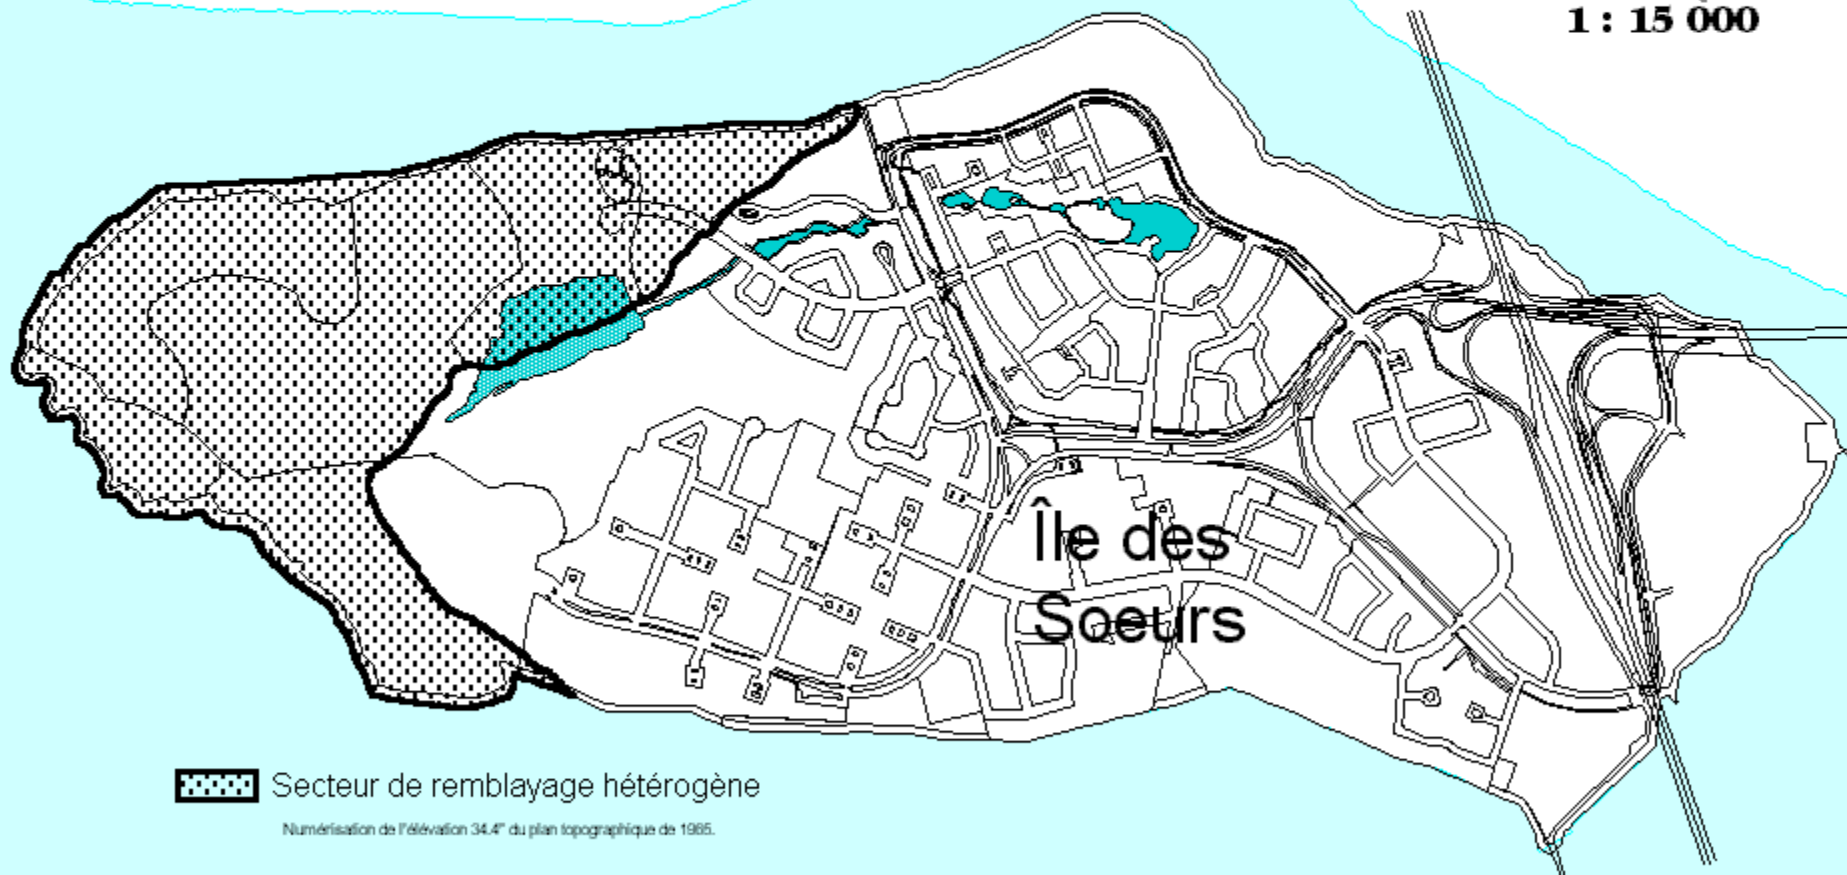 1 : 15 000
Île des
Soeurs
Secteur de remblayage hétérogène
Numérisation de l'élévation 34.4" du plan topographique de 1965.